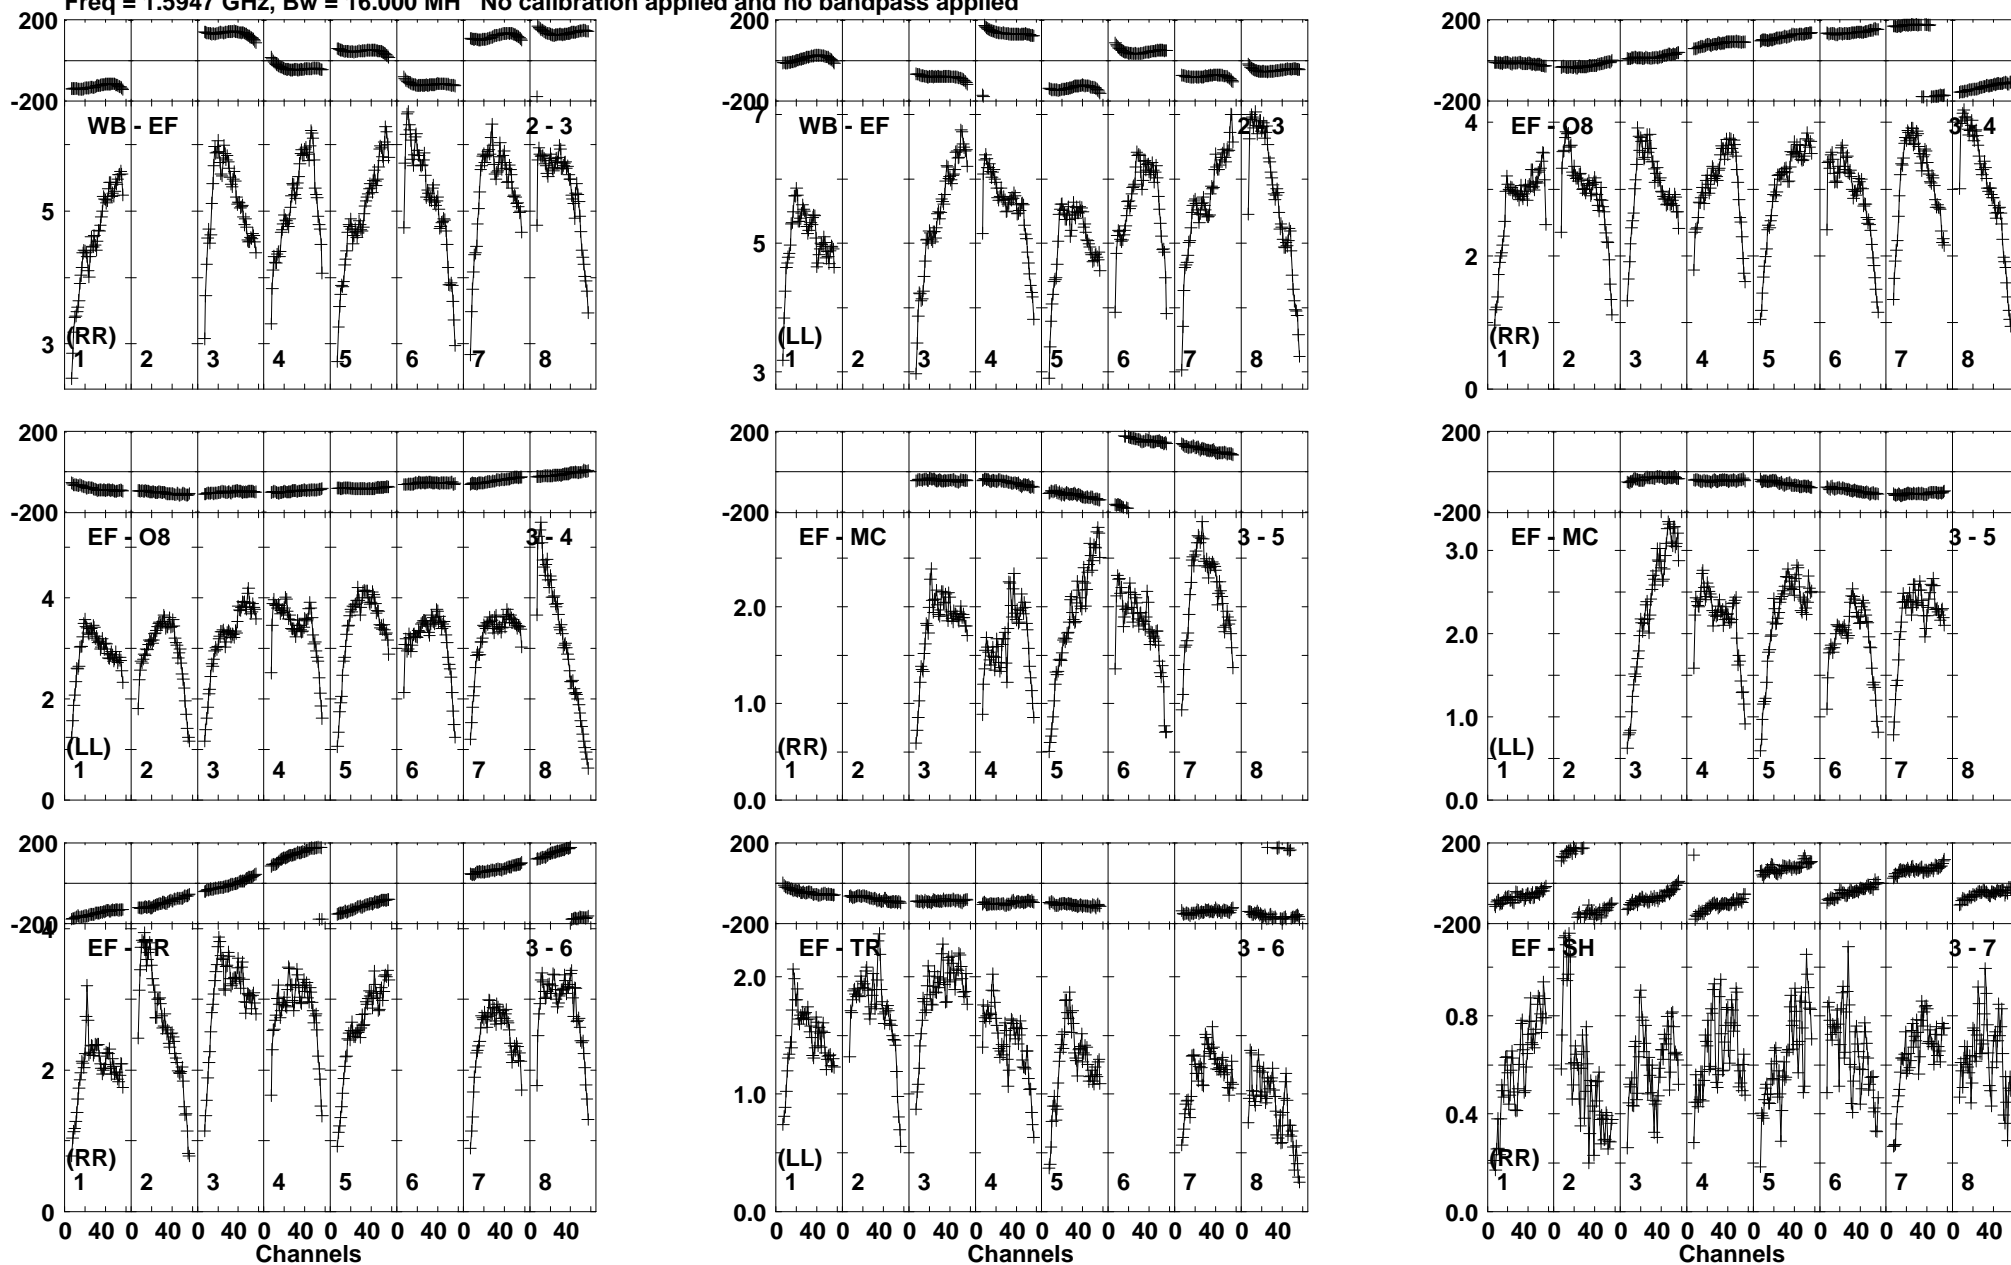 Freq = 1.5947 GHz, Bw = 16.000 MH No calibration applied and no bandpass applied
200 200 200
-200 -200 -200
WB - EF 2 - 3 WB - EF 2 - 3 EF - O8 3 - 4
7 4
5 5 2
3 3 0
(RR) (LL) (RR)
1 2 3 4 5 6 7 8 1 2 3 4 5 6 7 8 1 2 3 4 5 6 7 8
200 200 200
-200 -200 -200
EF - O8 3 - 4 EF - MC 3 - 5 EF - MC 3 - 5
4 2.0 3.0
2 1.0 2.0
0 0.0 1.0
0.0
(LL) (RR) (LL)
1 2 3 4 5 6 7 8 1 2 3 4 5 6 7 8 1 2 3 4 5 6 7 8
200 200 200
-200 -200 -200
EF - TR 3 - 6 EF - TR 3 - 6 EF - SH 3 - 7
4 2.0 0.8
2 1.0 0.4
0 0.0 0.0
(RR) (LL) (RR)
1 2 3 4 5 6 7 8 1 2 3 4 5 6 7 8 1 2 3 4 5 6 7 8
0 40 0 40 0 40 0 40 0 40 0 40 0 40 0 40 0 40 0 40 0 40 0 40 0 40 0 40 0 40 0 40 0 40 0 40 0 40 0 40 0 40 0 40 0 40 0 40
Channels Channels Channels